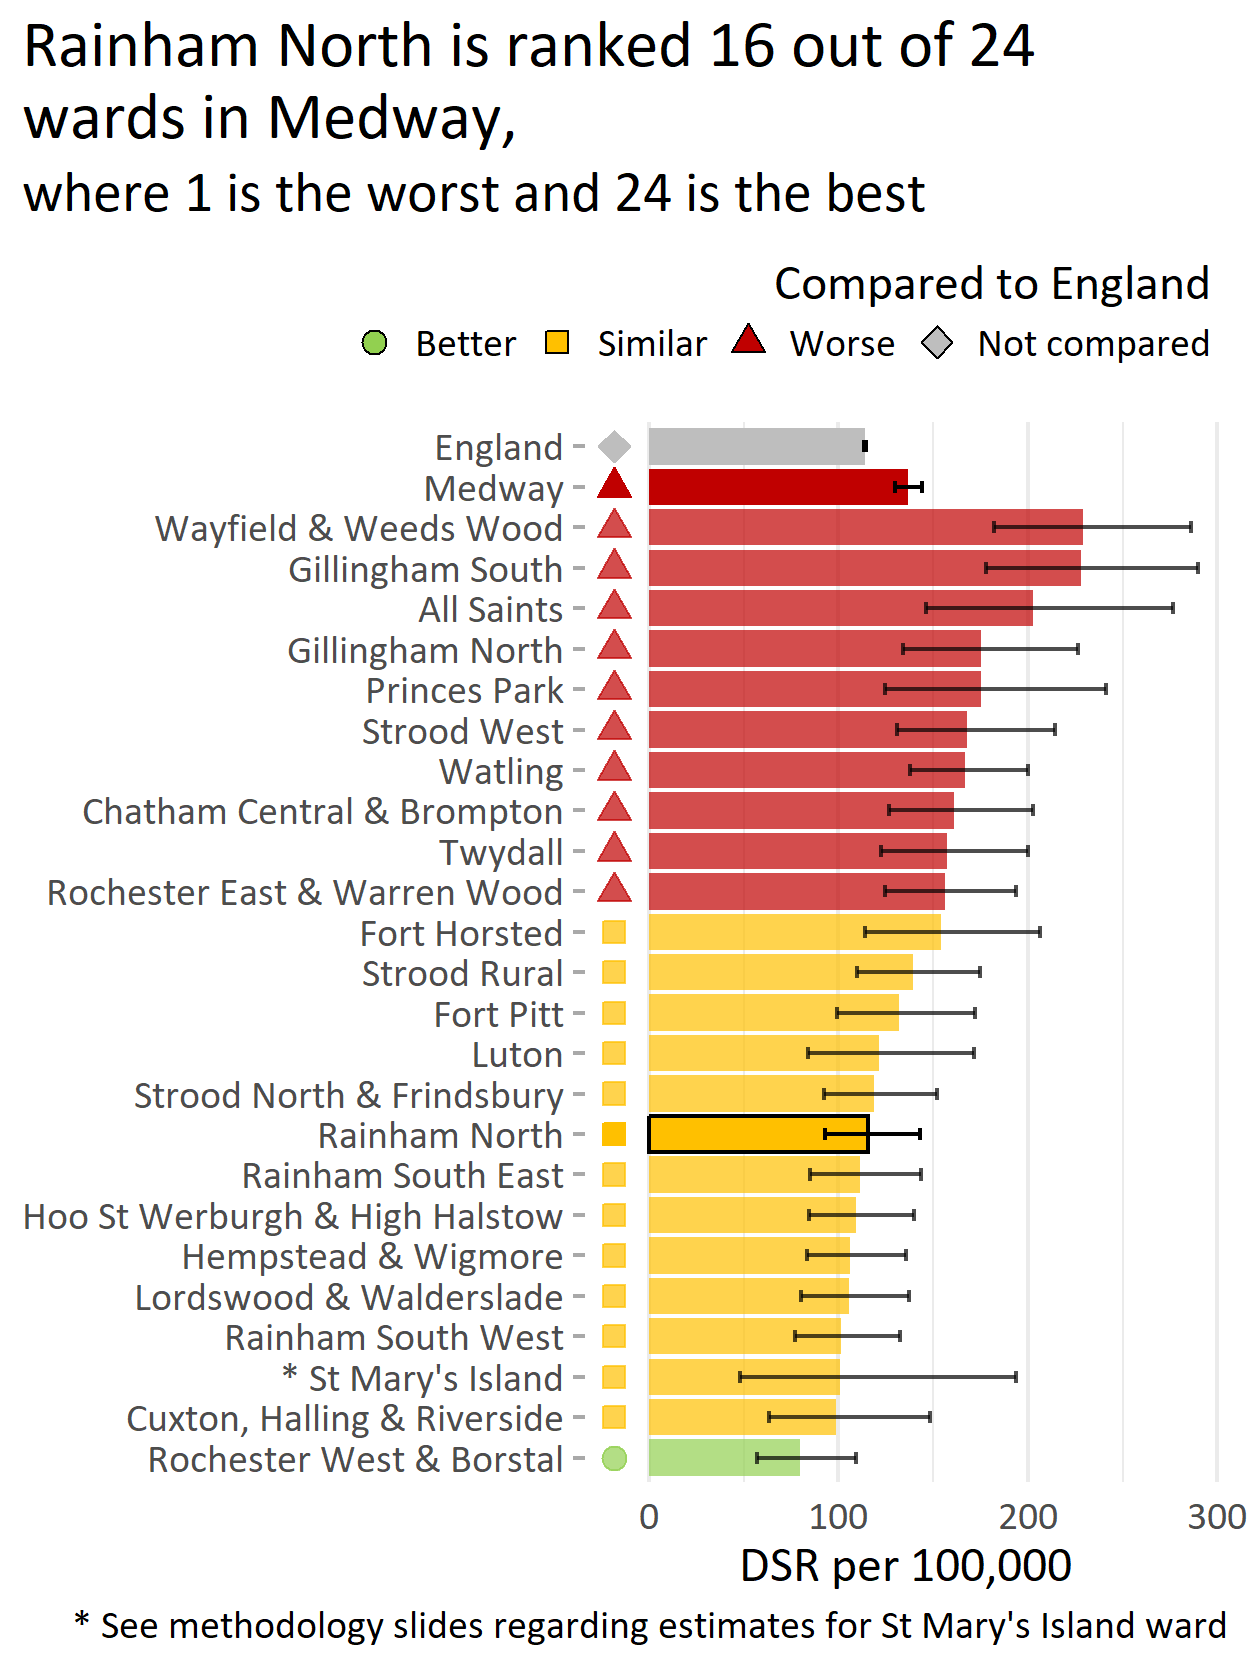 Rainham North is ranked 16 out of 24
wards in Medway,
where 1 is the worst and 24 is the best
Compared to England
Better Similar Worse Not compared
England
Medway
Wayfield & Weeds Wood
Gillingham South
All Saints
Gillingham North
Princes Park
Strood West
Watling
Chatham Central & Brompton
Twydall
Rochester East & Warren Wood
Fort Horsted
Strood Rural
Fort Pitt
Luton
Strood North & Frindsbury
Rainham North
Rainham South East
Hoo St Werburgh & High Halstow
Hempstead & Wigmore
Lordswood & Walderslade
Rainham South West
* St Mary's Island
Cuxton, Halling & Riverside
Rochester West & Borstal
0 100 200 300
DSR per 100,000
* See methodology slides regarding estimates for St Mary's Island ward